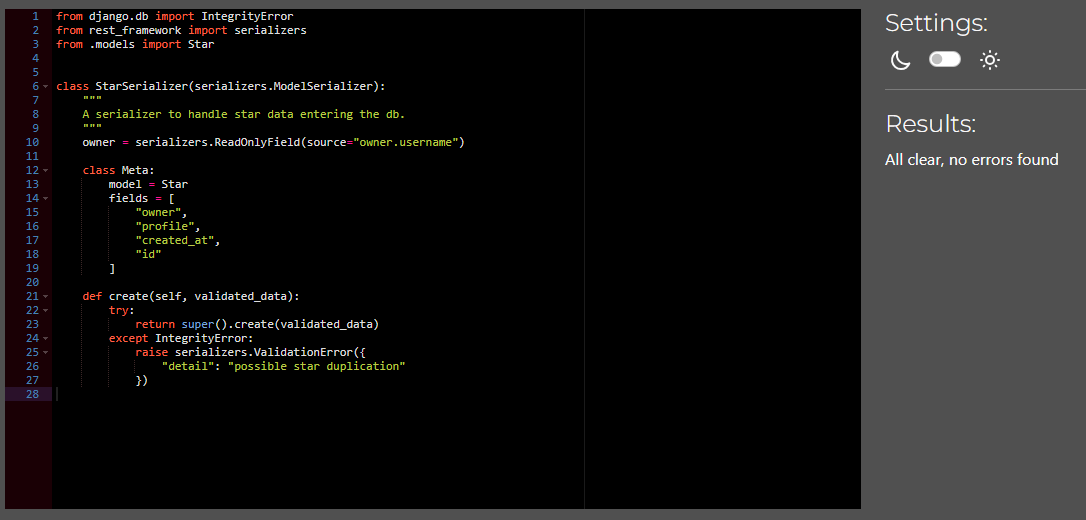 1 from django.db import IntegrityError
2 from rest_framework import serializers
3 from .models import Star
4
5
6 class StarSerializer(serializers.ModelSerializer):
7     """
8     A serializer to handle star data entering the db.
9     """
10     owner = serializers.ReadOnlyField(source="owner.username")
11
12     class Meta:
13         model = Star
14         fields = [
15             "owner",
16             "profile",
17             "created_at",
18             "id"
19         ]
20
21     def create(self, validated_data):
22         try:
23             return super().create(validated_data)
24         except IntegrityError:
25             raise serializers.ValidationError({
26                 "detail": "possible star duplication"
27             })
28
Settings:
Results:
All clear, no errors found